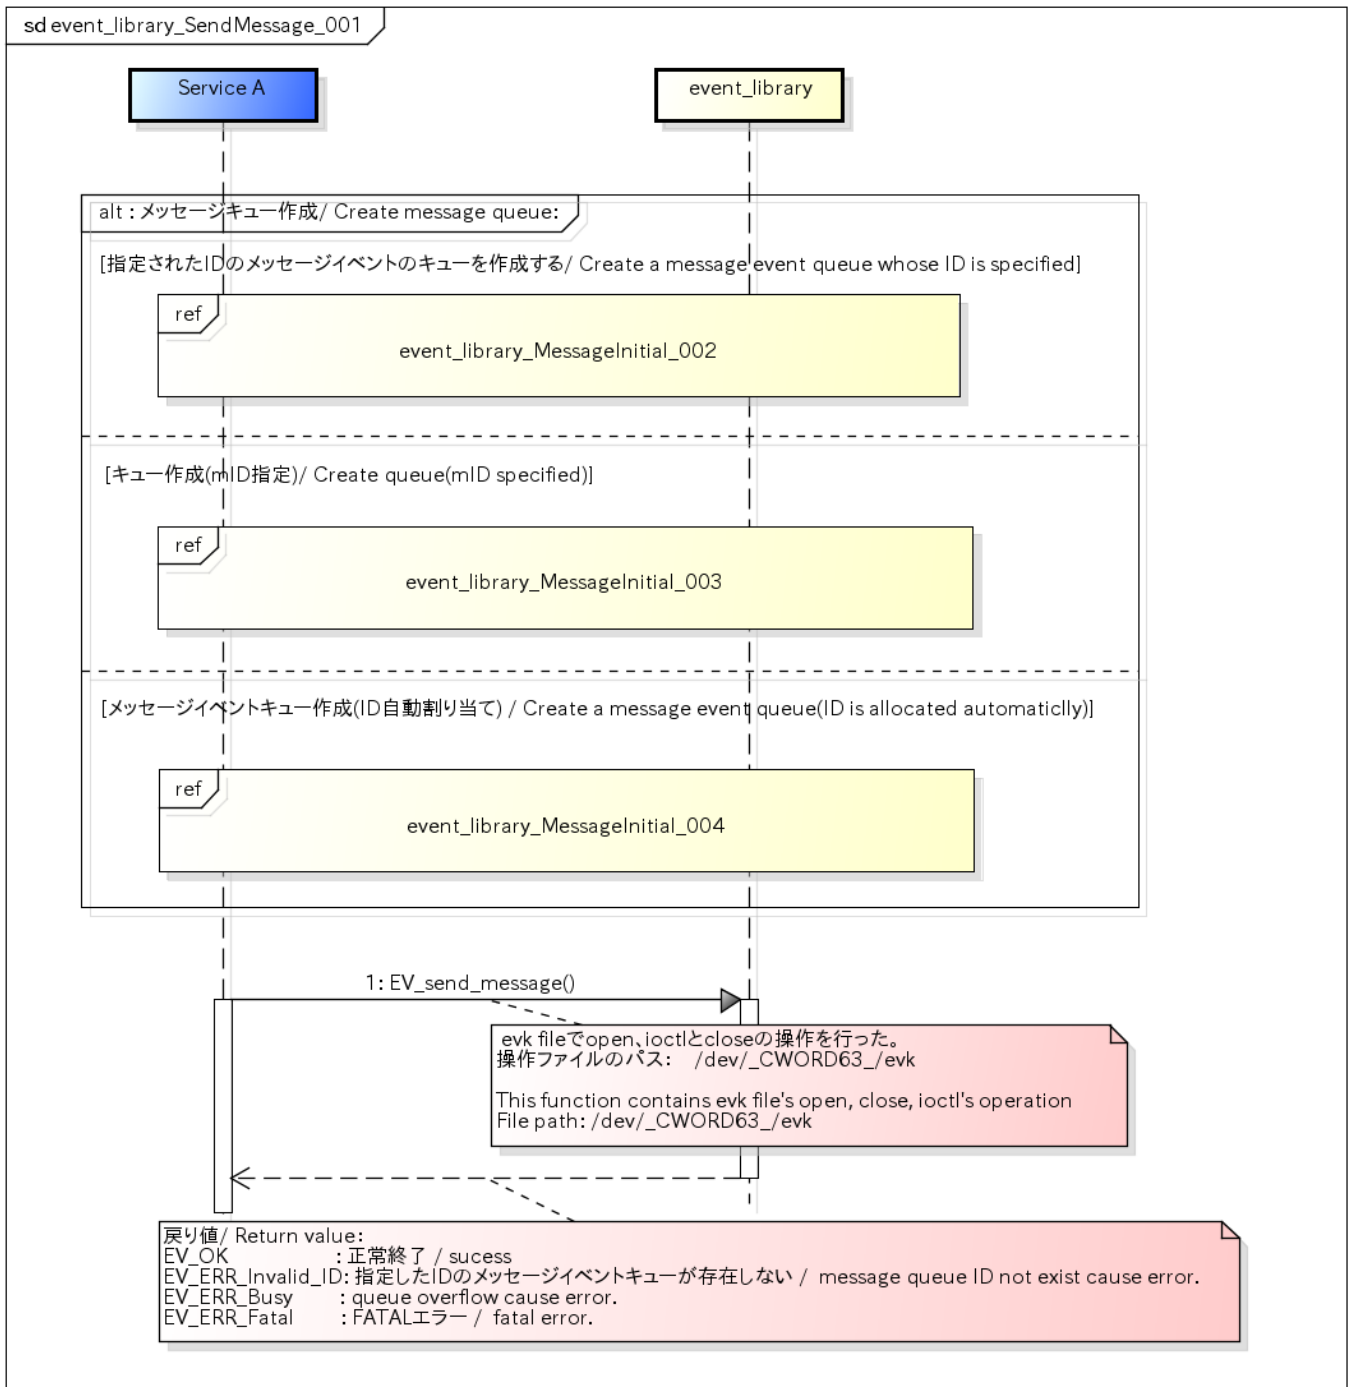 sd event_library_SendMessage_001
Service A
event_library
alt : メッセージキュー作成/ Create message queue:
[指定されたIDのメッセージイベントのキューを作成する/ Create a message event queue whose ID is specified]
ref
event_library_MessageInitial_002
[キュー作成(mID指定)/ Create queue(mID specified)]
ref
event_library_MessageInitial_003
[メッセージイベントキュー作成(ID自動割り当て) / Create a message event queue(ID is allocated automaticlly)]
ref
event_library_MessageInitial_004
1: EV_send_message()
evk fileでopen、ioctlとcloseの操作を行った。
操作ファイルのパス: /dev/_CWORD63_/evk
This function contains evk file's open, close, ioctl's operation
File path: /dev/_CWORD63_/evk
戻り値/ Return value:
EV_OK : 正常終了 / sucess
EV_ERR_Invalid_ID: 指定したIDのメッセージイベントキューが存在しない / message queue ID not exist cause error.
EV_ERR_Busy : queue overflow cause error.
EV_ERR_Fatal : FATALエラー / fatal error.